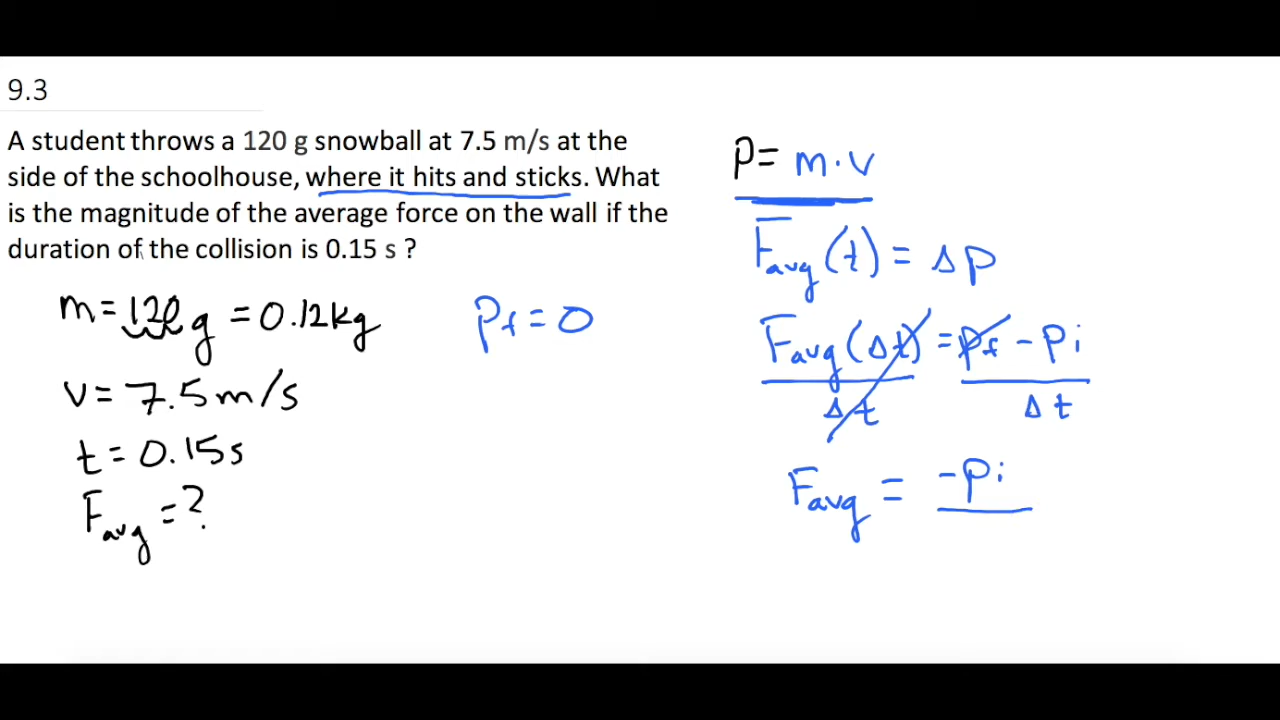 9.3
A student throws a 120 g snowball at 7.5 m/s at the
side of the schoolhouse, where it hits and sticks. What
is the magnitude of the average force on the wall if the
duration of the collision is 0.15 s ?
m = 120 g = 0.12 kg
v = 7.5 m/s
t = 0.15 s
Favg = ?
Pf = 0
P = m · v
Favg (t) = Δp
Favg (Δt) = Pf - Pi
Δt Δt
Favg = -Pi